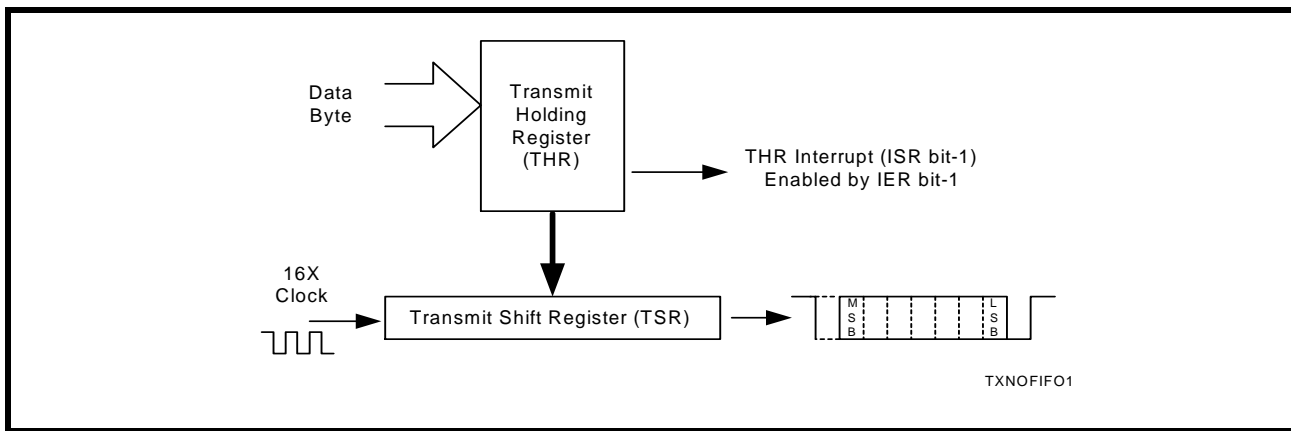 Data
Byte
Transmit
Holding
Register
(THR)
THR Interrupt (ISR bit-1)
Enabled by IER bit-1
16X
Clock
Transmit Shift Register (TSR)
M
S
B
L
S
B
TXNOFIFO1